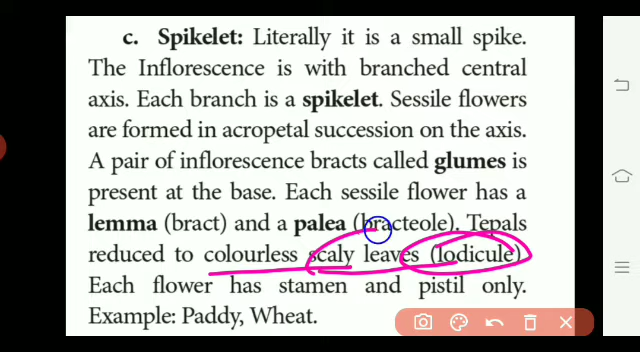 c. Spikelet: Literally it is a small spike.
The Inflorescence is with branched central
axis. Each branch is a spikelet. Sessile flowers
are formed in acropetal succession on the axis.
A pair of inflorescence bracts called glumes is
present at the base. Each sessile flower has a
lemma (bract) and a palea (bracteole). Tepals
reduced to colourless scaly leaves (lodicule).
Each flower has stamen and pistil only.
Example: Paddy, Wheat.